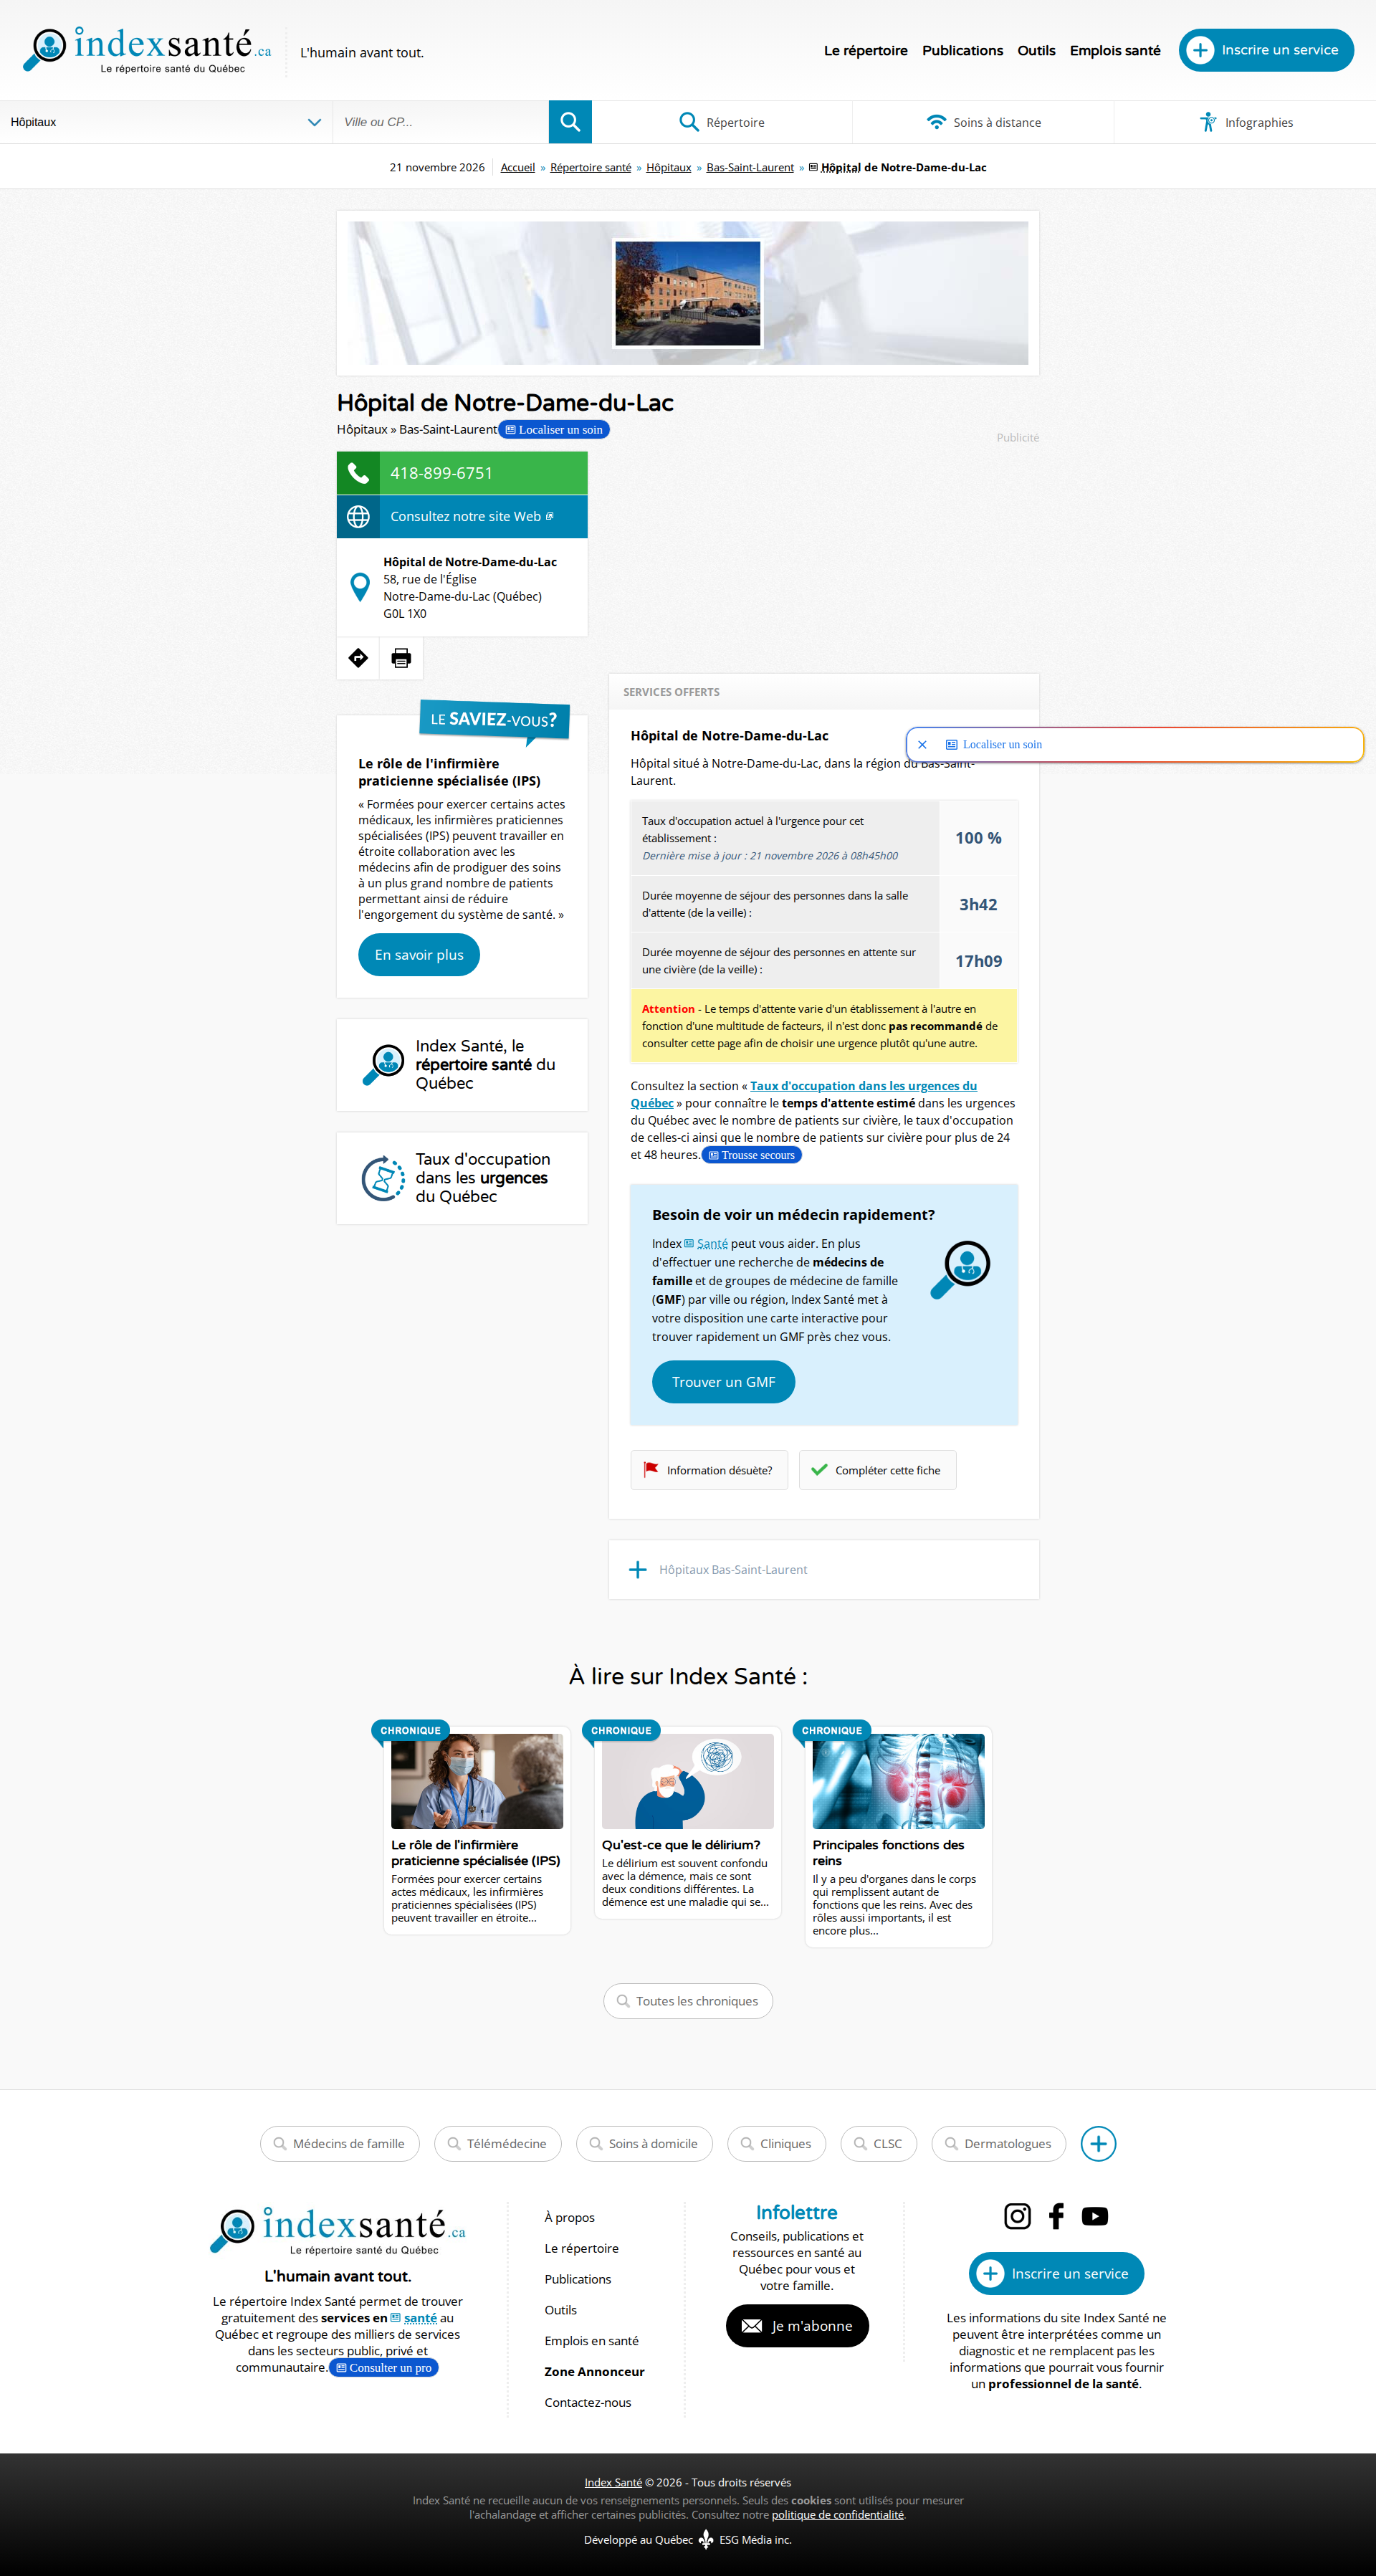 indexsanté.ca
Le répertoire santé du Québec
L'humain avant tout.
Le répertoire
Publications
Outils
Emplois santé
Inscrire un service
Hôpitaux
Ville ou CP...
Répertoire
Soins à distance
Infographies
21 novembre 2026
Accueil » Répertoire santé » Hôpitaux » Bas-Saint-Laurent » Hôpital de Notre-Dame-du-Lac
Hôpital de Notre-Dame-du-Lac
Hôpitaux » Bas-Saint-Laurent Localiser un soin
Publicité
418-899-6751
Consultez notre site Web
Hôpital de Notre-Dame-du-Lac
58, rue de l'Église
Notre-Dame-du-Lac (Québec)
G0L 1X0
LE SAVIEZ-VOUS?
Le rôle de l'infirmière
praticienne spécialisée (IPS)
« Formées pour exercer certains actes
médicaux, les infirmières praticiennes
spécialisées (IPS) peuvent travailler en
étroite collaboration avec les
médecins afin de prodiguer des soins
à un plus grand nombre de patients
permettant ainsi de réduire
l'engorgement du système de santé. »
En savoir plus
Index Santé, le
répertoire santé du
Québec
Taux d'occupation
dans les urgences
du Québec
SERVICES OFFERTS
Hôpital de Notre-Dame-du-Lac
Localiser un soin
Hôpital situé à Notre-Dame-du-Lac, dans la région du Bas-Saint-
Laurent.
Taux d'occupation actuel à l'urgence pour cet
établissement :
Dernière mise à jour : 21 novembre 2026 à 08h45h00
100 %
Durée moyenne de séjour des personnes dans la salle
d'attente (de la veille) :
3h42
Durée moyenne de séjour des personnes en attente sur
une civière (de la veille) :
17h09
Attention - Le temps d'attente varie d'un établissement à l'autre en
fonction d'une multitude de facteurs, il n'est donc pas recommandé de
consulter cette page afin de choisir une urgence plutôt qu'une autre.
Consultez la section « Taux d'occupation dans les urgences du
Québec » pour connaître le temps d'attente estimé dans les urgences
du Québec avec le nombre de patients sur civière, le taux d'occupation
de celles-ci ainsi que le nombre de patients sur civière pour plus de 24
et 48 heures. Trousse secours
Besoin de voir un médecin rapidement?
Index Santé peut vous aider. En plus
d'effectuer une recherche de médecins de
famille et de groupes de médecine de famille
(GMF) par ville ou région, Index Santé met à
votre disposition une carte interactive pour
trouver rapidement un GMF près chez vous.
Trouver un GMF
Information désuète?
Compléter cette fiche
Hôpitaux Bas-Saint-Laurent
À lire sur Index Santé :
CHRONIQUE
Le rôle de l'infirmière
praticienne spécialisée (IPS)
Formées pour exercer certains
actes médicaux, les infirmières
praticiennes spécialisées (IPS)
peuvent travailler en étroite...
CHRONIQUE
Qu'est-ce que le délirium?
Le délirium est souvent confondu
avec la démence, mais ce sont
deux conditions différentes. La
démence est une maladie qui se...
CHRONIQUE
Principales fonctions des
reins
Il y a peu d'organes dans le corps
qui remplissent autant de
fonctions que les reins. Avec des
rôles aussi importants, il est
encore plus...
Toutes les chroniques
Médecins de famille
Télémédecine
Soins à domicile
Cliniques
CLSC
Dermatologues
indexsanté.ca
Le répertoire santé du Québec
L'humain avant tout.
Le répertoire Index Santé permet de trouver
gratuitement des services en santé au
Québec et regroupe des milliers de services
dans les secteurs public, privé et
communautaire. Consulter un pro
À propos
Le répertoire
Publications
Outils
Emplois en santé
Zone Annonceur
Contactez-nous
Infolettre
Conseils, publications et
ressources en santé au
Québec pour vous et
votre famille.
Je m'abonne
Inscrire un service
Les informations du site Index Santé ne
peuvent être interprétées comme un
diagnostic et ne remplacent pas les
informations que pourrait vous fournir
un professionnel de la santé.
Index Santé © 2026 - Tous droits réservés
Index Santé ne recueille aucun de vos renseignements personnels. Seuls des cookies sont utilisés pour mesurer
l'achalandage et afficher certaines publicités. Consultez notre politique de confidentialité.
Développé au Québec ESG Média inc.